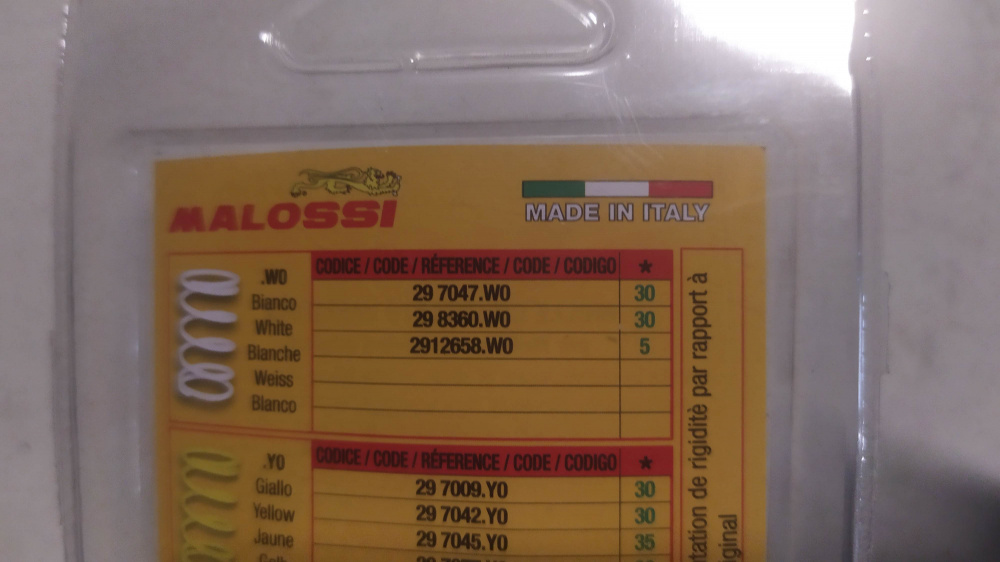 MALOSSI
MADE IN ITALY
.W0
Bianco
White
Blanche
Weiss
Blanco
CODICE / CODE / RÉFERENCE / CODE / CODIGO *
29 7047.W0 30
29 8360.W0 30
2912658.W0 5
.Y0
Giallo
Yellow
Jaune
CODICE / CODE / RÉFERENCE / CODE / CODIGO *
29 7009.Y0 30
29 7042.Y0 30
29 7045.Y0 35
tation de rigiditè par rapport à
ginal